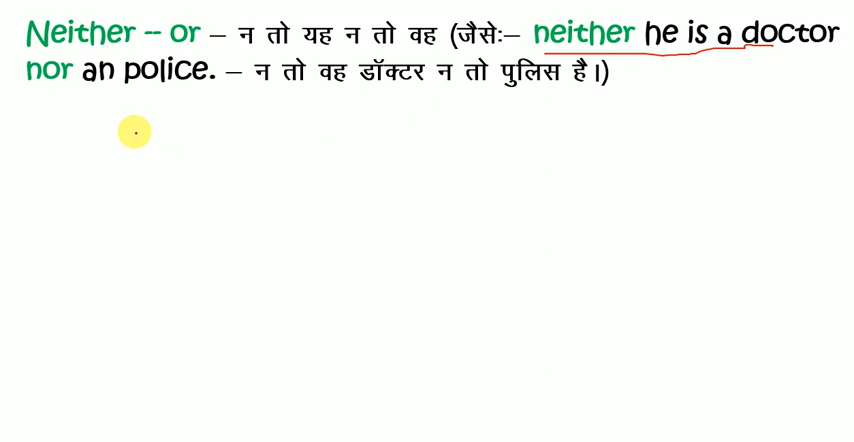 Neither -- or – न तो यह न तो वह (जैसेः– neither he is a doctor
nor an police. – न तो वह डॉक्टर न तो पुलिस है।)